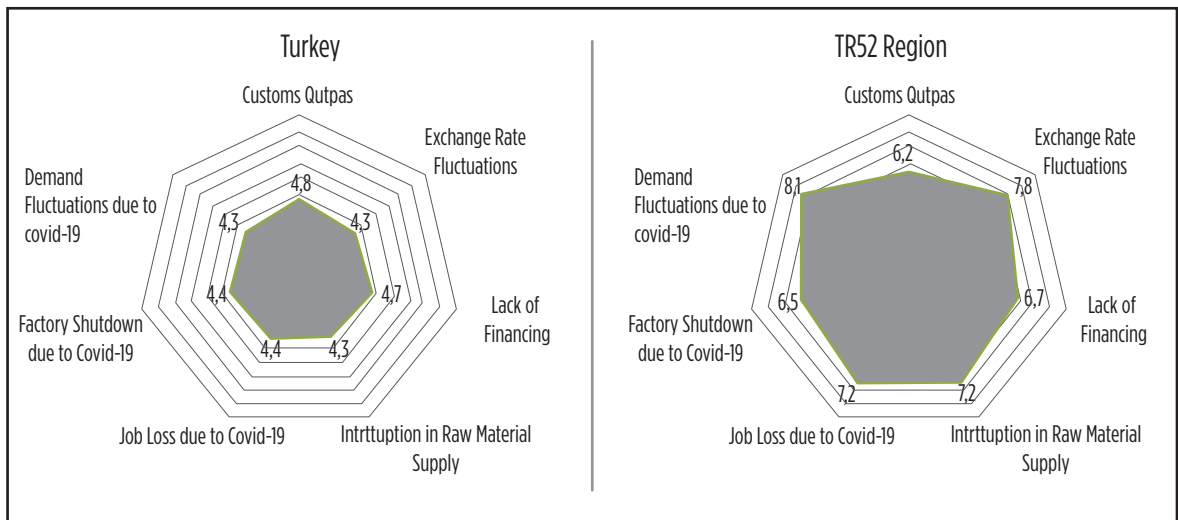 Turkey
Customs Qutpas
Exchange Rate
Fluctuations
Demand
Fluctuations due to
covid-19
4,8
4,3
4,3
4,4
4,7
4,4
4,3
Factory Shutdown
due to Covid-19
Lack of
Financing
Job Loss due to Covid-19
Intrttuption in Raw Material
Supply
TR52 Region
Customs Qutpas
Exchange Rate
Fluctuations
Demand
Fluctuations due to
covid-19
6,2
8,1
7,8
6,5
6,7
7,2
7,2
Factory Shutdown
due to Covid-19
Lack of
Financing
Job Loss due to Covid-19
Intrttuption in Raw Material
Supply